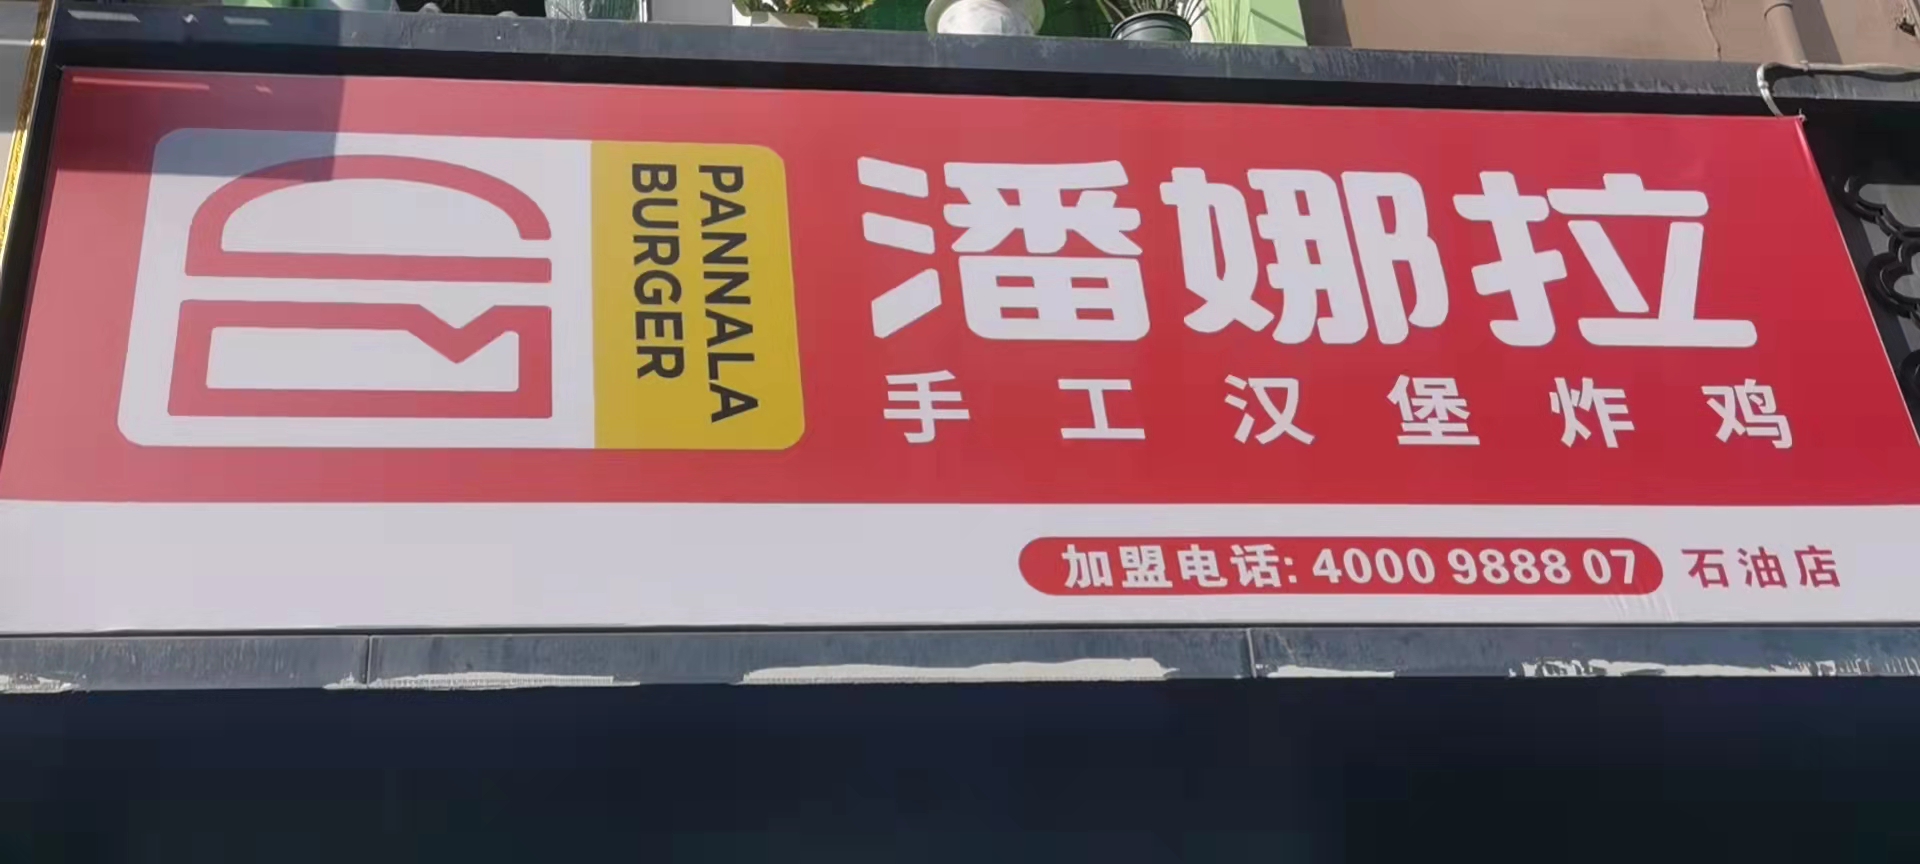 PANNALA
BURGER
潘娜拉
手工汉堡炸鸡
加盟电话: 4000 9888 07
石油店